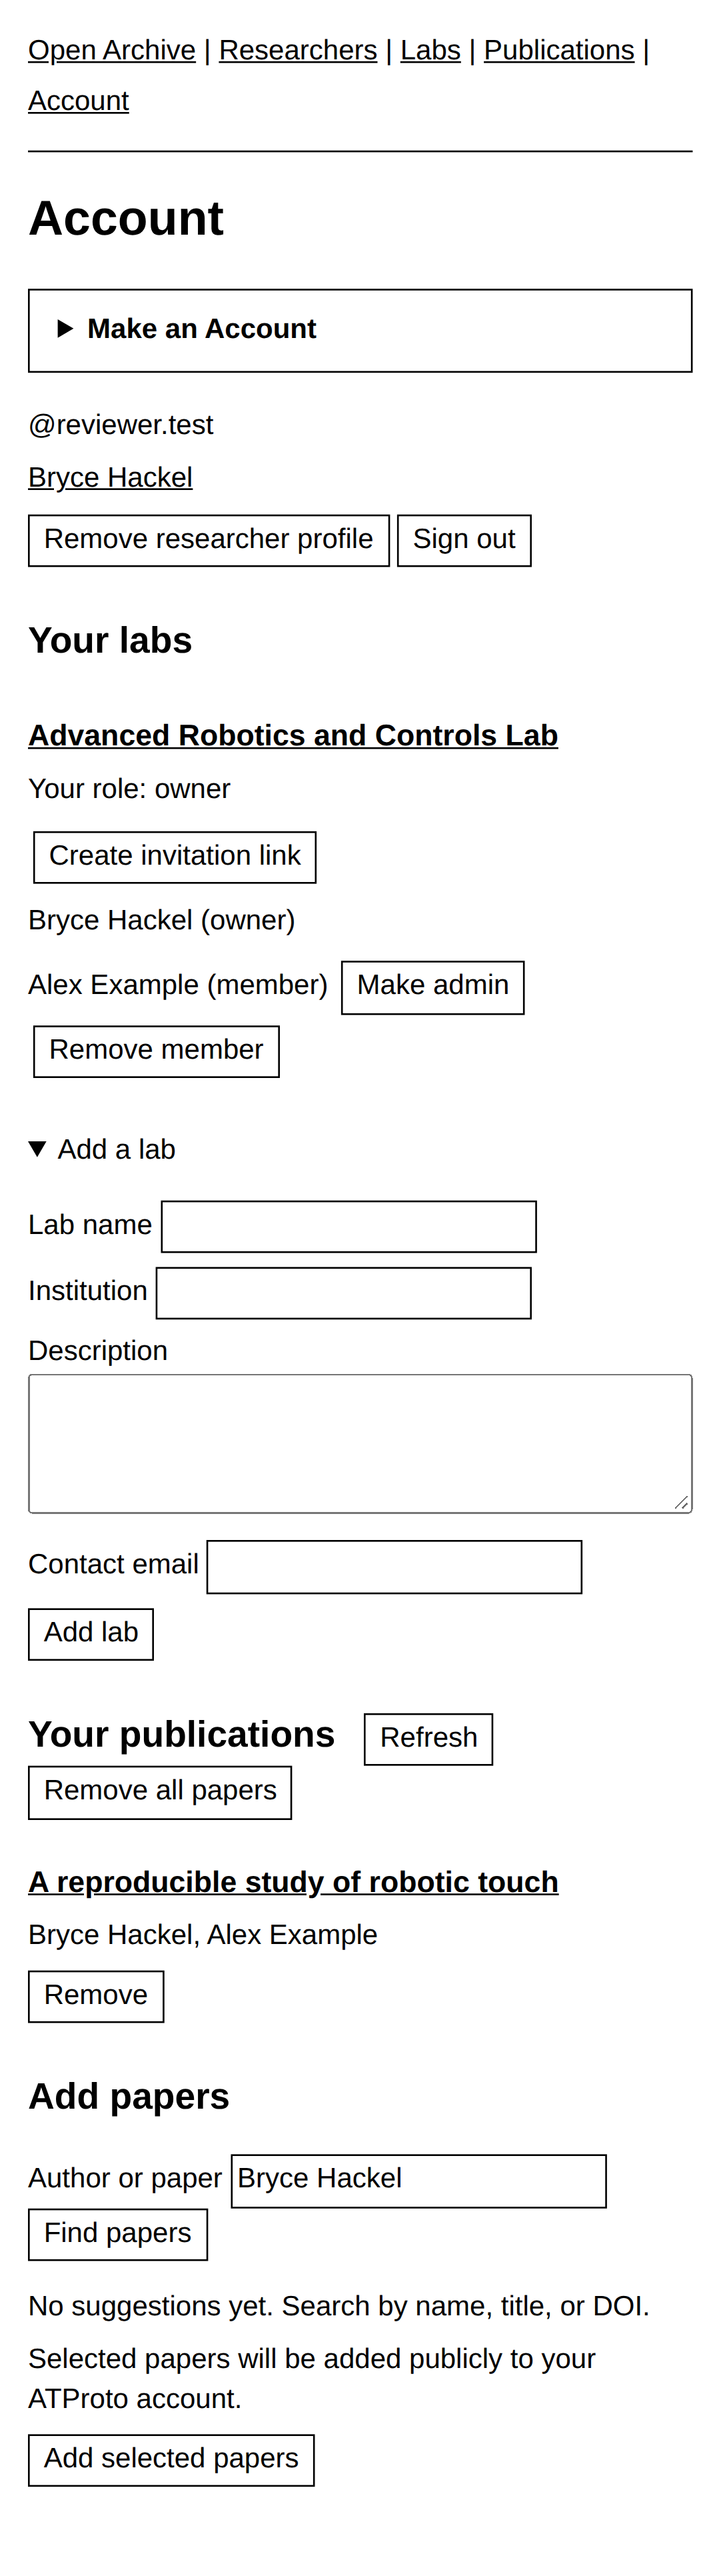 Open Archive | Researchers | Labs | Publications |
Account
Account
Make an Account
@reviewer.test
Bryce Hackel
Remove researcher profile Sign out
Your labs
Advanced Robotics and Controls Lab
Your role: owner
Create invitation link
Bryce Hackel (owner)
Alex Example (member) Make admin
Remove member
Add a lab
Lab name
Institution
Description
Contact email
Add lab
Your publications Refresh
Remove all papers
A reproducible study of robotic touch
Bryce Hackel, Alex Example
Remove
Add papers
Author or paper Bryce Hackel
Find papers
No suggestions yet. Search by name, title, or DOI.
Selected papers will be added publicly to your
ATProto account.
Add selected papers